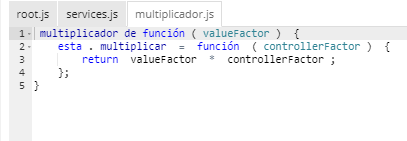 root.js services.js multiplicador.js
1 multiplicador de función ( valueFactor ) {
2 esta . multiplicar = función ( controllerFactor ) {
3 return valueFactor * controllerFactor ;
4 };
5 }